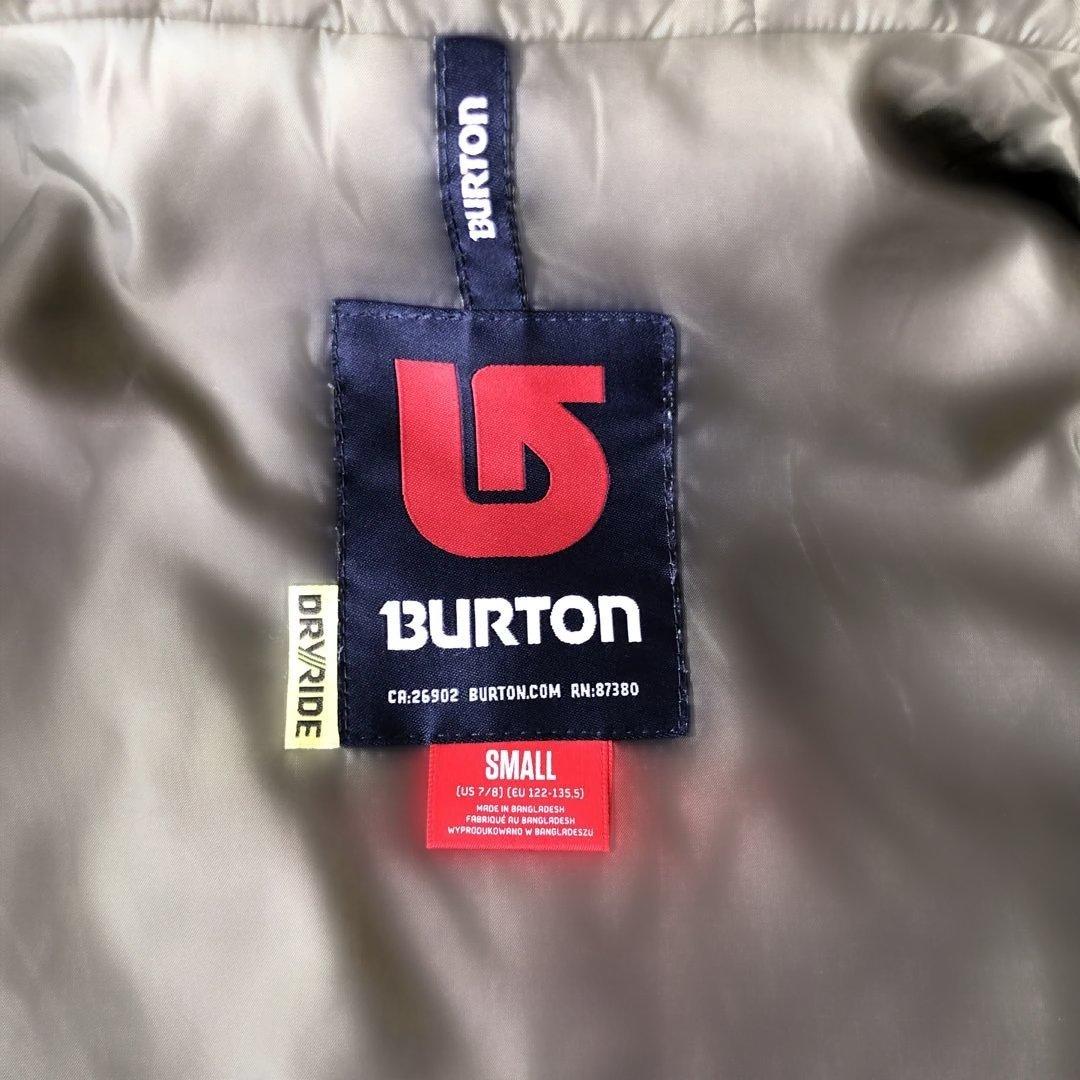 BURTON
BURTON
CA:26902 BURTON.COM RN:87380
DRY//RIDE
SMALL
(US 7/8) (EU 122-135,5)
MADE IN BANGLADESH
FABRIQUÉ AU BANGLADESH
WYPRODUKOWANO W BANGLADESZU